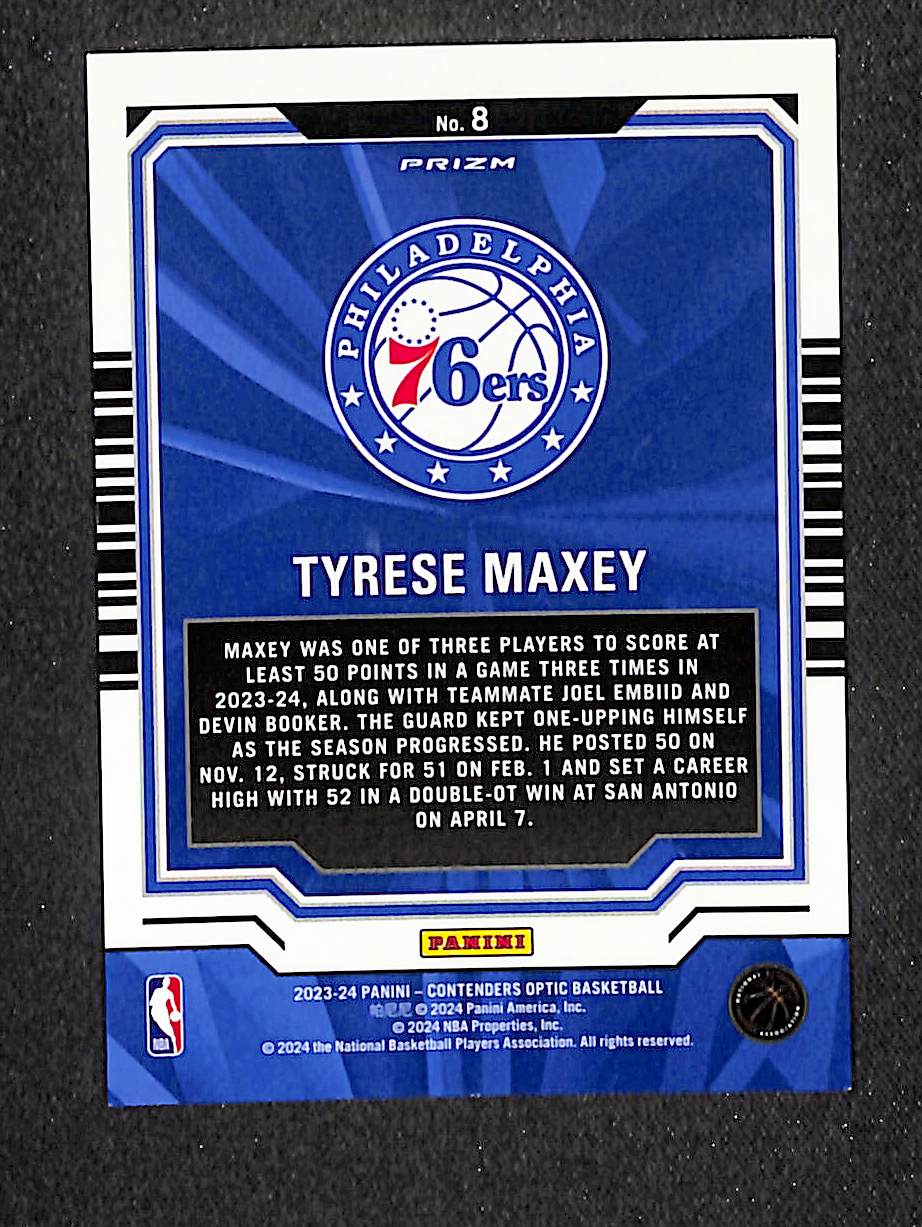 No. 8
PRIZM
PHILADELPHIA
76ers
TYRESE MAXEY
MAXEY WAS ONE OF THREE PLAYERS TO SCORE AT
LEAST 50 POINTS IN A GAME THREE TIMES IN
2023-24, ALONG WITH TEAMMATE JOEL EMBIID AND
DEVIN BOOKER. THE GUARD KEPT ONE-UPPING HIMSELF
AS THE SEASON PROGRESSED. HE POSTED 50 ON
NOV. 12, STRUCK FOR 51 ON FEB. 1 AND SET A CAREER
HIGH WITH 52 IN A DOUBLE-OT WIN AT SAN ANTONIO
ON APRIL 7.
PANINI
2023-24 PANINI – CONTENDERS OPTIC BASKETBALL
帕尼尼 © 2024 Panini America, Inc.
© 2024 NBA Properties, Inc.
© 2024 the National Basketball Players Association. All rights reserved.
NBA
NATIONAL
ASSOCIATION